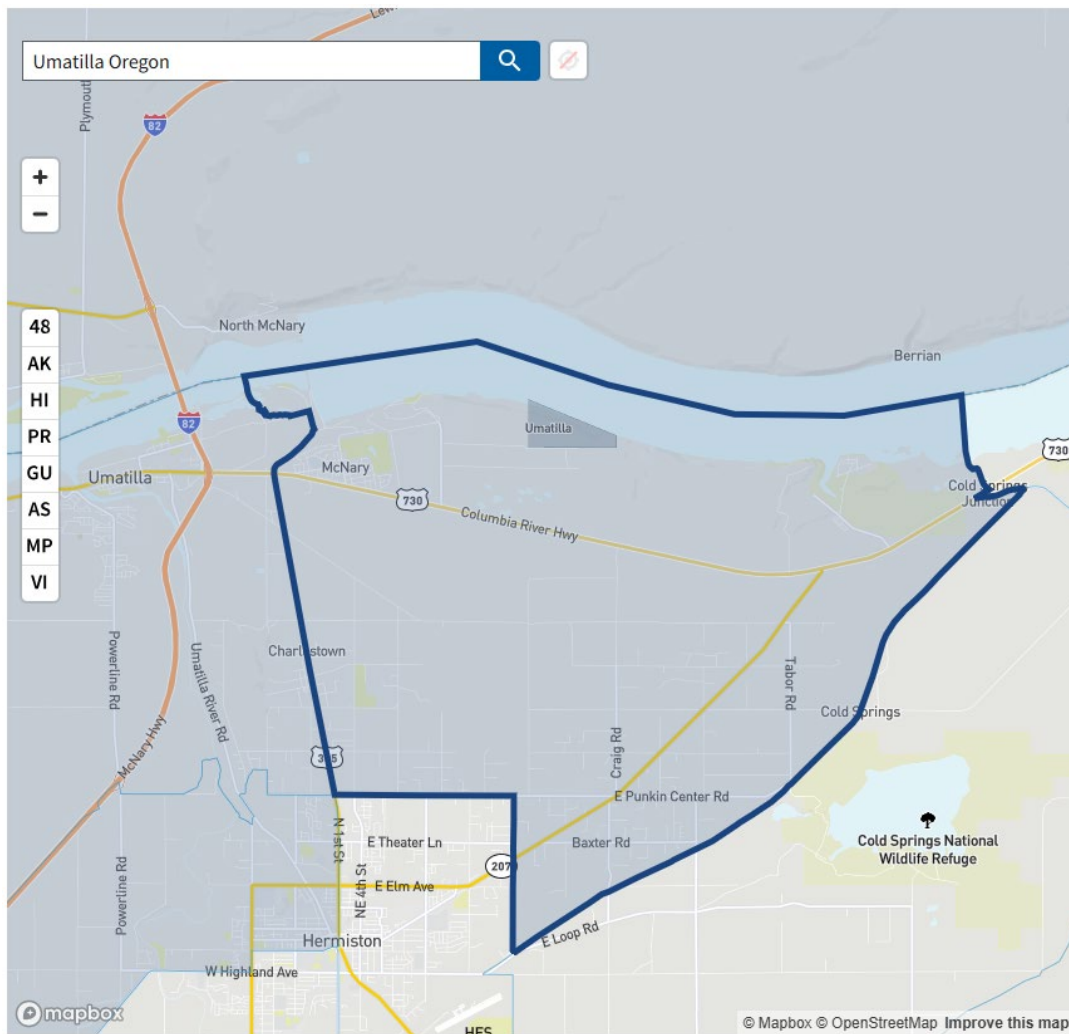 Lew
Umatilla Oregon
Plymouth
82
+
−
48
AK
HI
PR
GU
AS
MP
VI
North McNary
Berrian
82
Umatilla
730
Umatilla
McNary
730
Cold Springs
Junction
Columbia River Hwy
Powerline Rd
Umatilla River Rd
Charlestown
Tabor Rd
Cold Springs
McNary Hwy
395
Craig Rd
E Punkin Center Rd
N 1st St
E Theater Ln
Baxter Rd
Cold Springs National
Wildlife Refuge
NE 4th St
207
E Elm Ave
Powerline Rd
Hermiston
E Loop Rd
W Highland Ave
mapbox
HES
© Mapbox © OpenStreetMap Improve this map